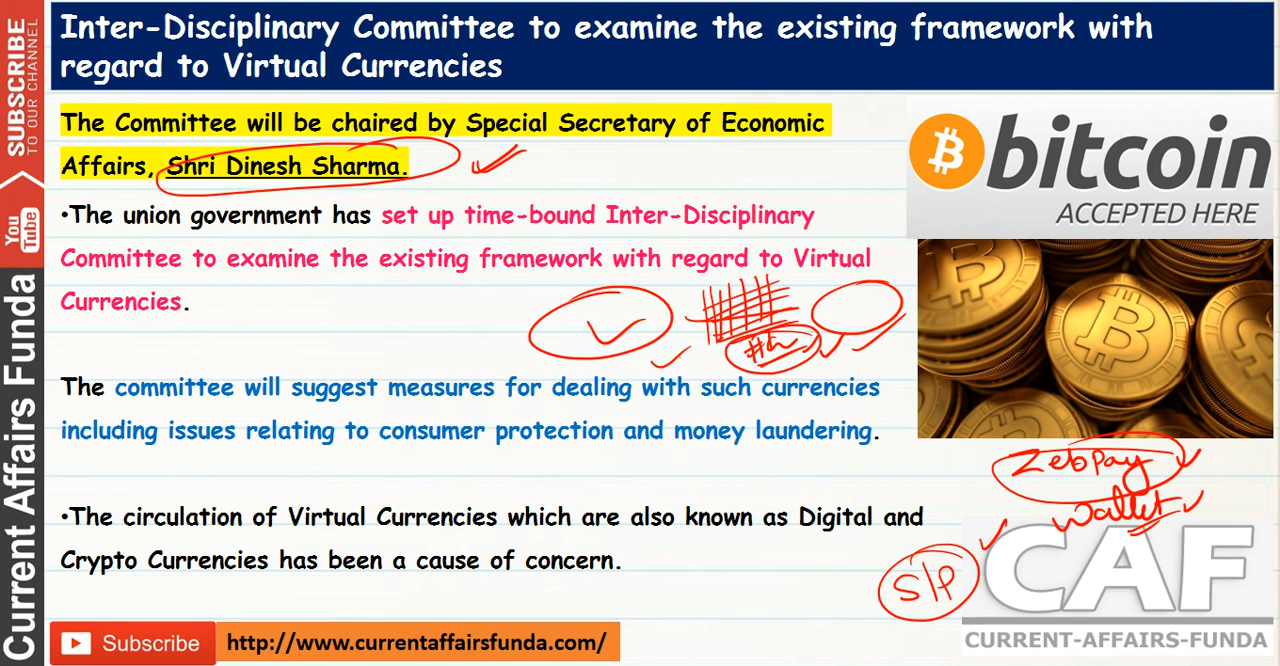 Inter-Disciplinary Committee to examine the existing framework with
regard to Virtual Currencies
SUBSCRIBE
TO OUR CHANNEL
You
Tube
Current Affairs Funda
The Committee will be chaired by Special Secretary of Economic
Affairs, Shri Dinesh Sharma.
•The union government has set up time-bound Inter-Disciplinary
Committee to examine the existing framework with regard to Virtual
Currencies.
The committee will suggest measures for dealing with such currencies
including issues relating to consumer protection and money laundering.
•The circulation of Virtual Currencies which are also known as Digital and
Crypto Currencies has been a cause of concern.
bitcoin
ACCEPTED HERE
Zebpay
Wallet
S/P
CAF
CURRENT-AFFAIRS-FUNDA
Subscribe
http://www.currentaffairsfunda.com/